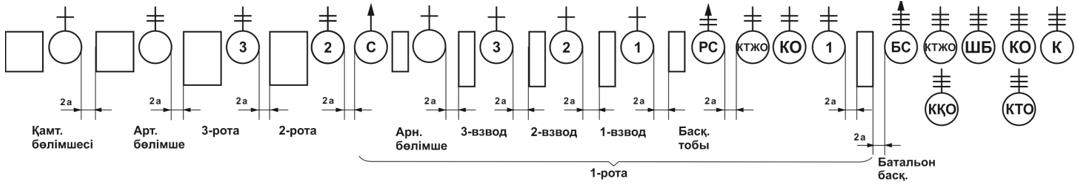 3 2 С 3 2 1 РС КТЖО КО 1 БС КТЖО ШБ КО К
ҚҚО КТО
2а 2а 2а 2а 2а 2а 2а 2а 2а 2а
2а
Қамт. бөлімшесі
Арт. бөлімше
3-рота
2-рота
Арн. бөлімше
3-взвод
2-взвод
1-взвод
Басқ. тобы
Батальон басқ.
1-рота